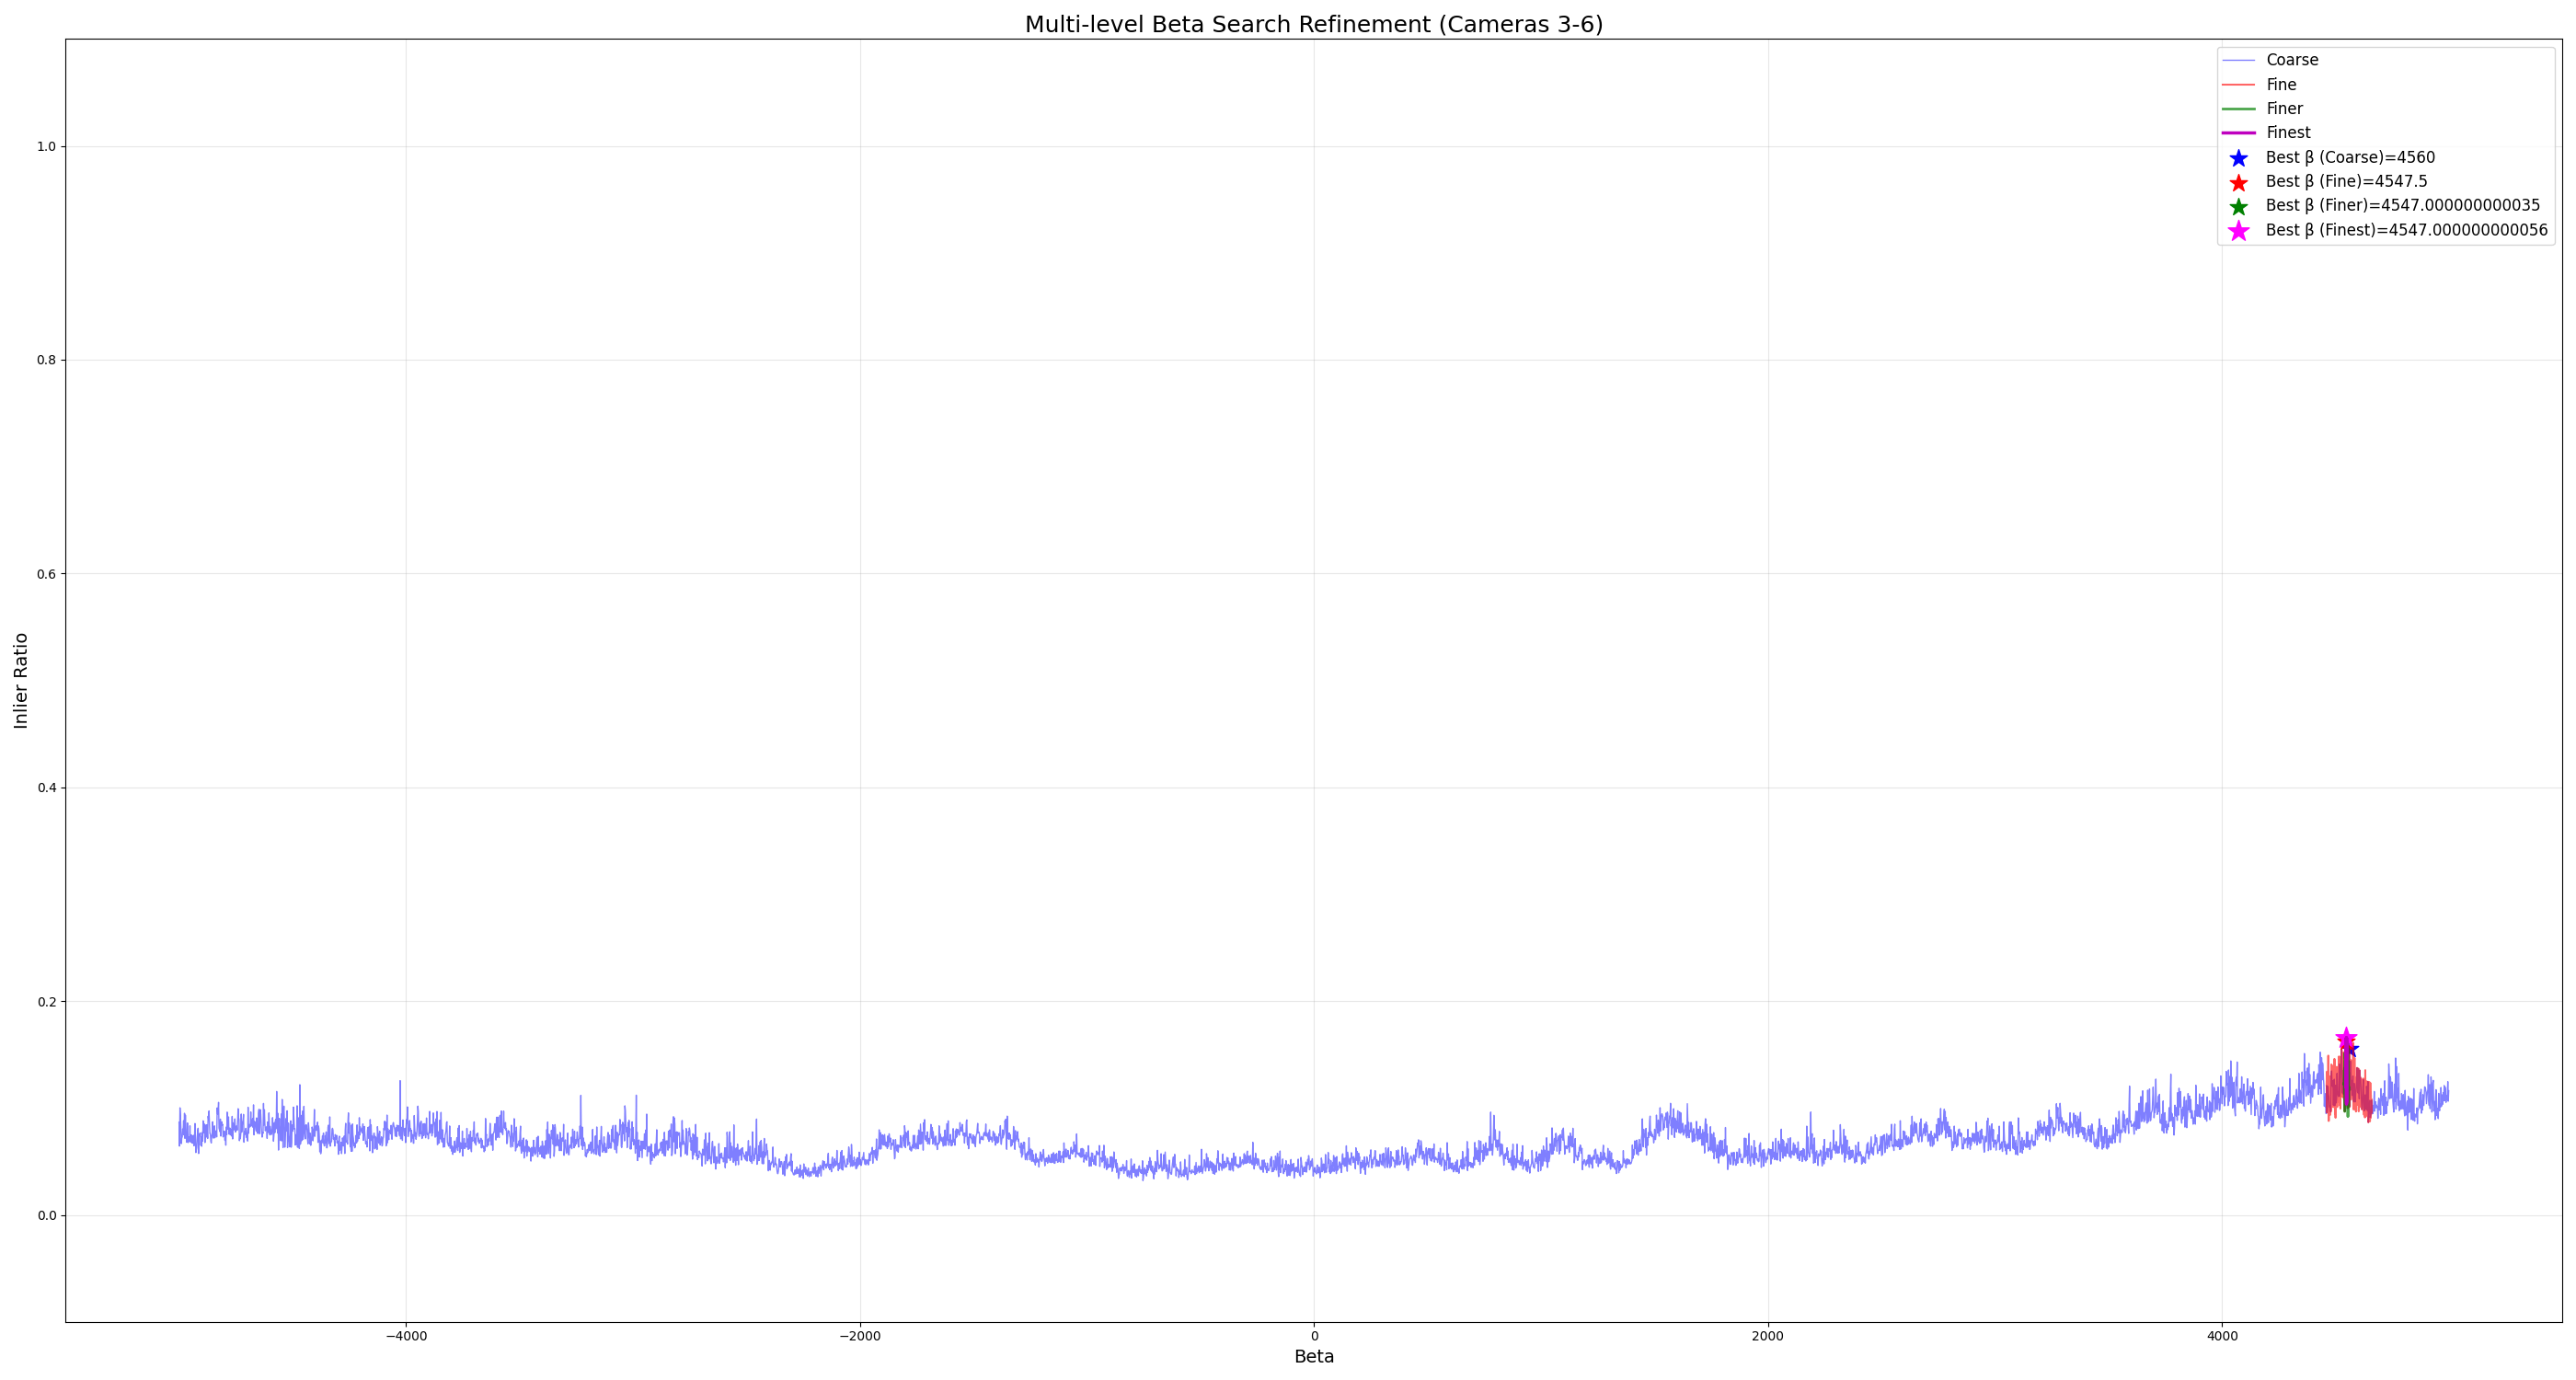 Multi-level Beta Search Refinement (Cameras 3-6)
Coarse
Fine
Finer
Finest
Best β (Coarse)=4560
Best β (Fine)=4547.5
Best β (Finer)=4547.000000000035
Best β (Finest)=4547.000000000056
Inlier Ratio
1.0
0.8
0.6
0.4
0.2
0.0
−4000 −2000 0 2000 4000
Beta